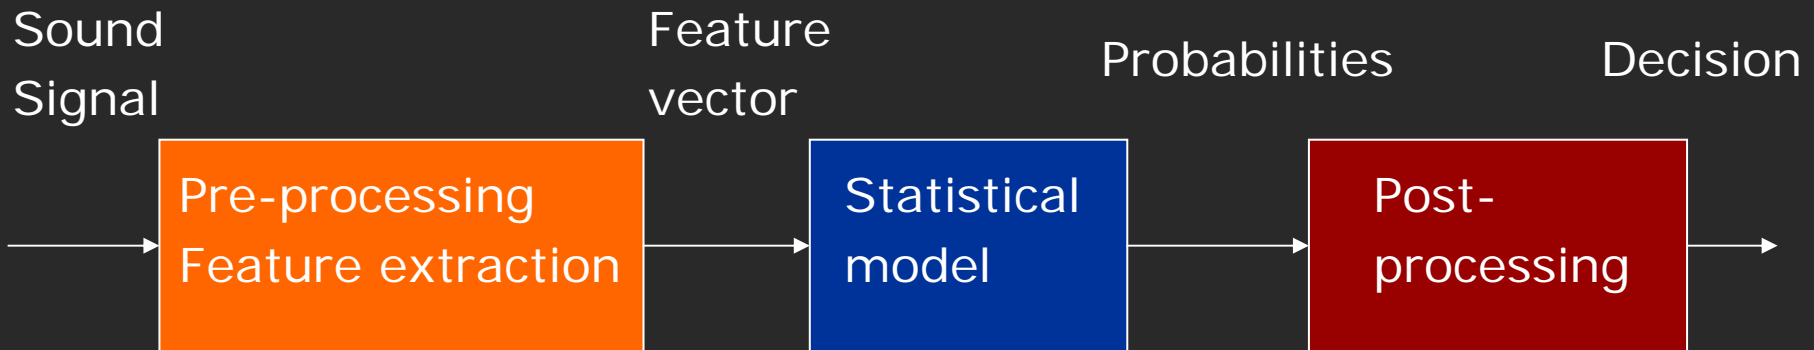 Sound
Signal
Feature
vector
Probabilities
Decision
Pre-processing
Feature extraction
Statistical
model
Post-
processing